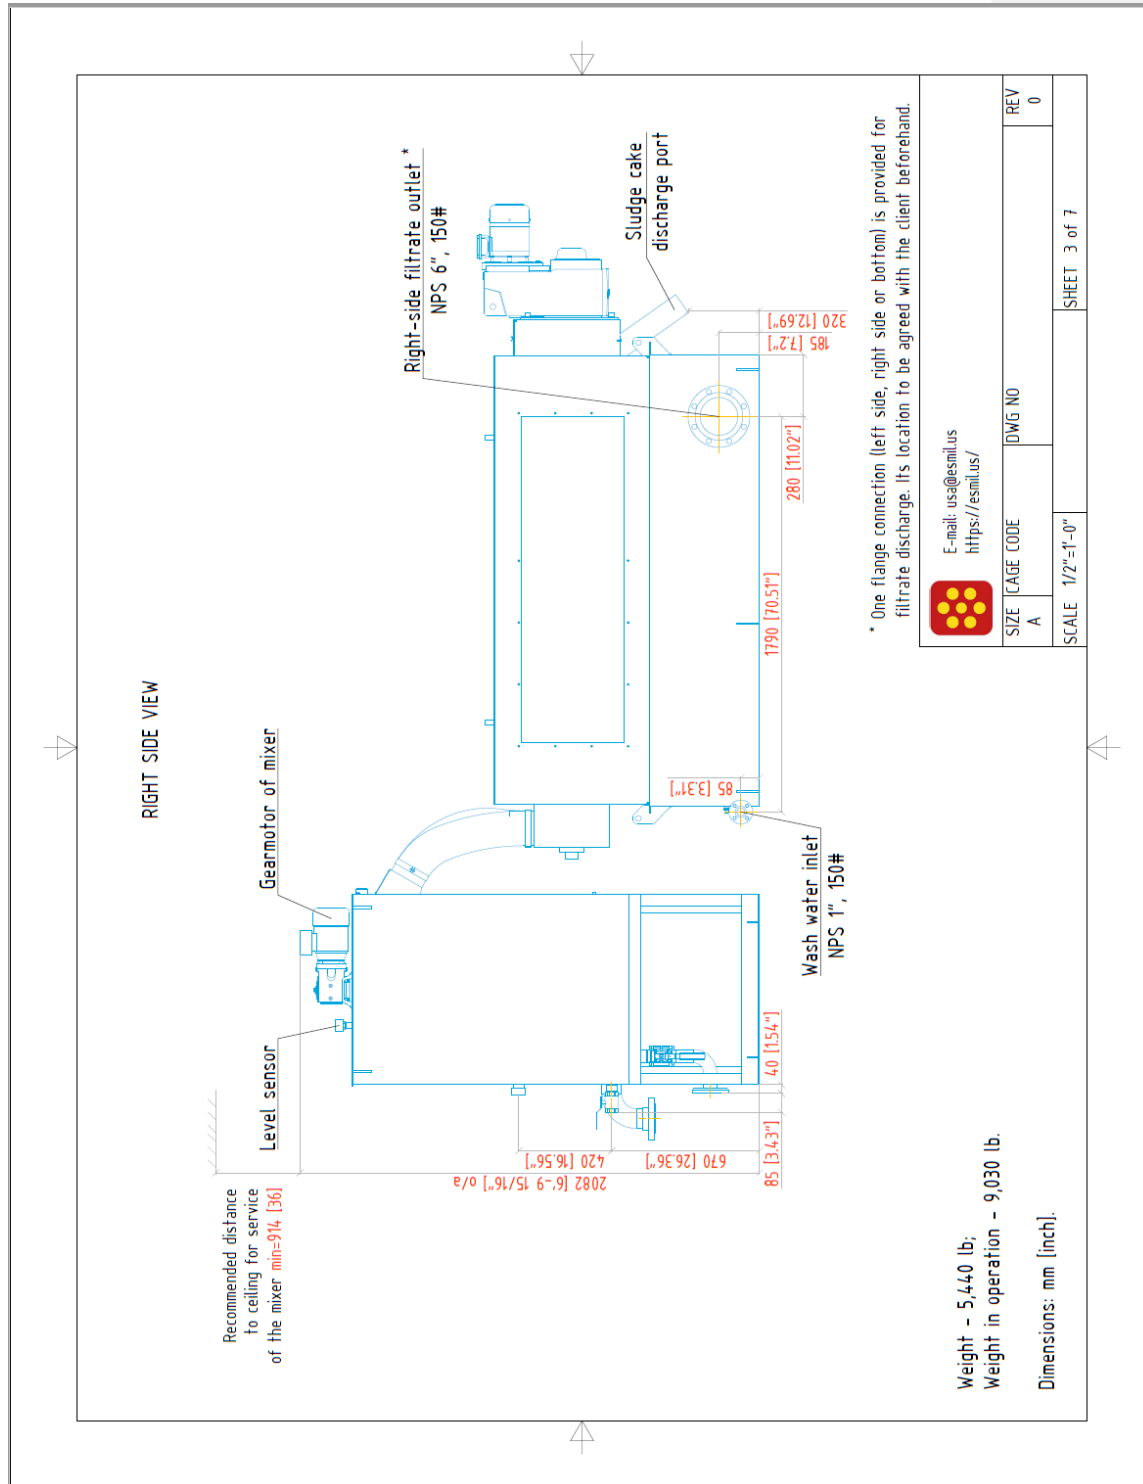 RIGHT SIDE VIEW
Recommended distance
to ceiling for service
of the mixer min=914 [36]
Level sensor
Gearmotor of mixer
Right-side filtrate outlet *
NPS 6", 150#
Sludge cake
discharge port
2082 [6'-9 15/16"] o/a
420 [16.56"]
670 [26.36"]
85 [3.43"]
40 [1.54"]
Wash water inlet
NPS 1", 150#
85 [3.31"]
1790 [70.51"]
280 [11.02"]
185 [7.2"]
320 [12.69"]
* One flange connection (left side, right side or bottom) is provided for
filtrate discharge. Its location to be agreed with the client beforehand.
Weight - 5,440 lb;
Weight in operation - 9,030 lb.
Dimensions: mm [inch].
E-mail: usa@esmil.us
https://esmil.us/
SIZE CAGE CODE DWG NO REV
A 0
SCALE 1/2"=1'-0" SHEET 3 of 7